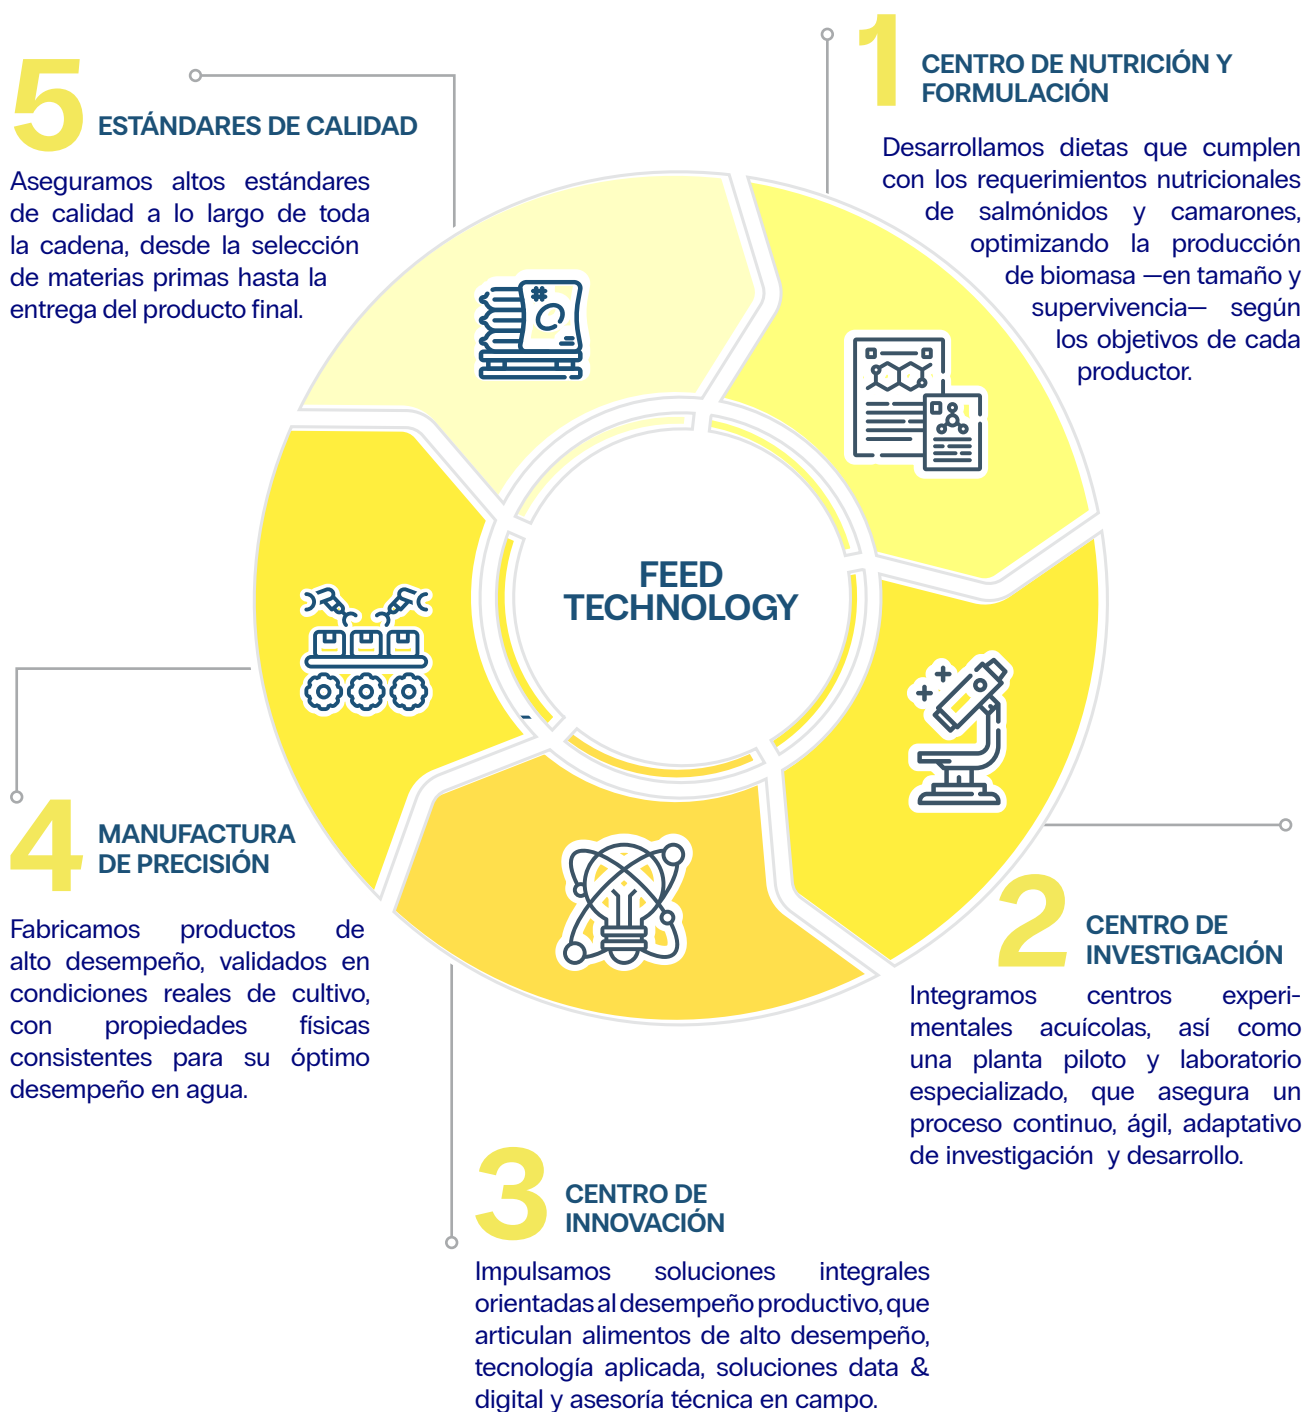 1
CENTRO DE NUTRICIÓN Y
FORMULACIÓN
Desarrollamos dietas que cumplen
con los requerimientos nutricionales
de salmónidos y camarones,
optimizando la producción
de biomasa —en tamaño y
supervivencia— según
los objetivos de cada
productor.
2
CENTRO DE
INVESTIGACIÓN
Integramos centros experi-
mentales acuícolas, así como
una planta piloto y laboratorio
especializado, que asegura un
proceso continuo, ágil, adaptativo
de investigación y desarrollo.
3
CENTRO DE
INNOVACIÓN
Impulsamos soluciones integrales
orientadas al desempeño productivo, que
articulan alimentos de alto desempeño,
tecnología aplicada, soluciones data &
digital y asesoría técnica en campo.
4
MANUFACTURA
DE PRECISIÓN
Fabricamos productos de
alto desempeño, validados en
condiciones reales de cultivo,
con propiedades físicas
consistentes para su óptimo
desempeño en agua.
5
ESTÁNDARES DE CALIDAD
Aseguramos altos estándares
de calidad a lo largo de toda
la cadena, desde la selección
de materias primas hasta la
entrega del producto final.
FEED
TECHNOLOGY